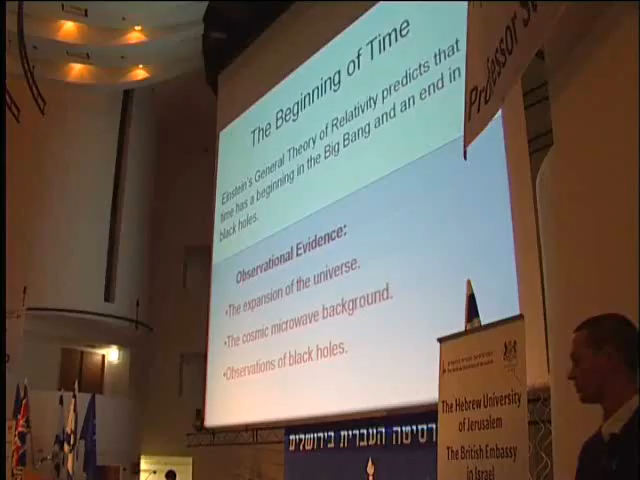 Professor S
The Beginning of Time
Einstein's General Theory of Relativity predicts that
time has a beginning in the Big Bang and an end in
black holes.
Observational Evidence:
•The expansion of the universe.
•The cosmic microwave background.
•Observations of black holes.
The Hebrew University
of Jerusalem
The British Embassy
in Israel
רסיטה העברית בירושלים